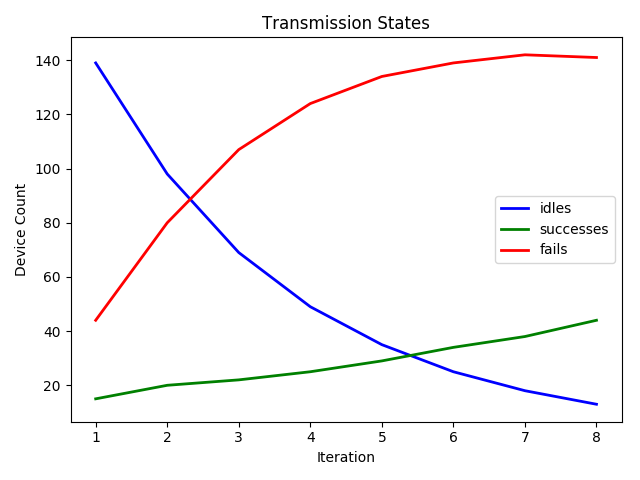 Transmission States
140
120
100
80
60
40
20
Device Count
idles
successes
fails
1 2 3 4 5 6 7 8
Iteration